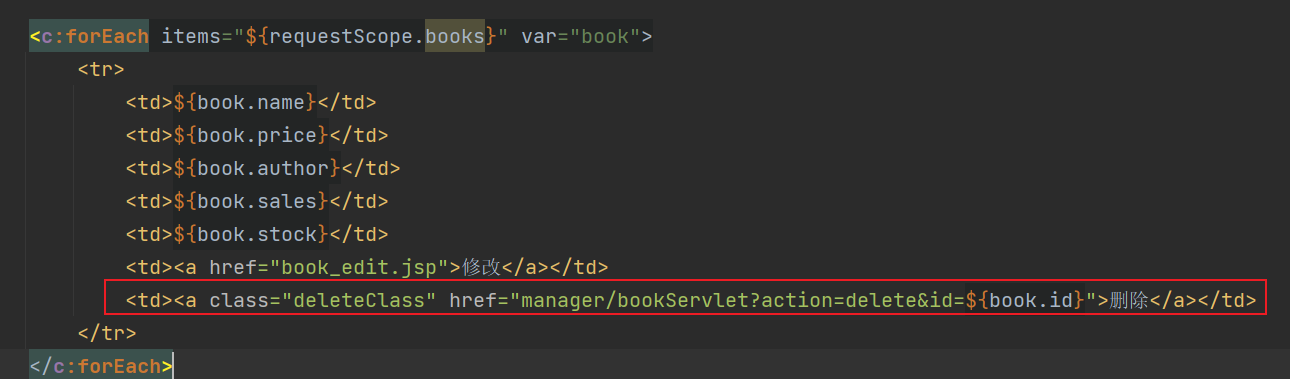 <c:forEach items="${requestScope.books}" var="book">
<tr>
<td>${book.name}</td>
<td>${book.price}</td>
<td>${book.author}</td>
<td>${book.sales}</td>
<td>${book.stock}</td>
<td><a href="book_edit.jsp">修改</a></td>
<td><a class="deleteClass" href="manager/bookServlet?action=delete&id=${book.id}">删除</a></td>
</tr>
</c:forEach>